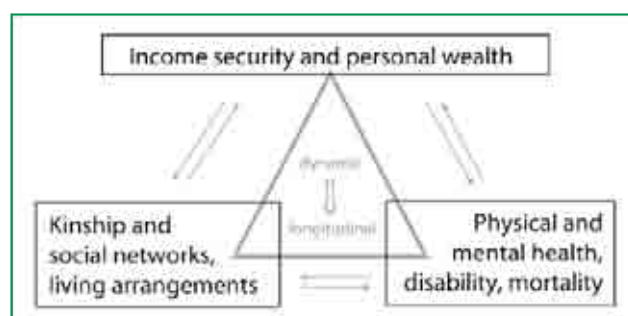 Income security and personal wealth
dynamic
longitudinal
Kinship and
social networks,
living arrangements
Physical and
mental health,
disability, mortality